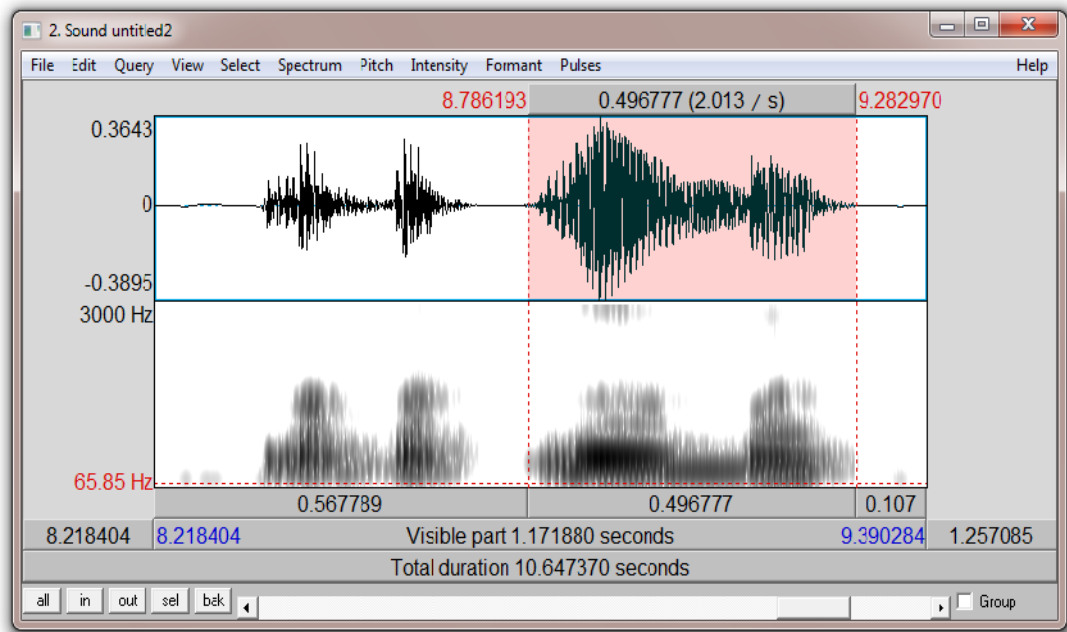 2. Sound untitled2
File Edit Query View Select Spectrum Pitch Intensity Formant Pulses Help
8.786193 0.496777 (2.013 / s) 9.282970
0.3643
0
-0.3895
3000 Hz
65.85 Hz
0.567789 0.496777 0.107
8.218404 8.218404 Visible part 1.171880 seconds 9.390284 1.257085
Total duration 10.647370 seconds
all in out sel bak Group